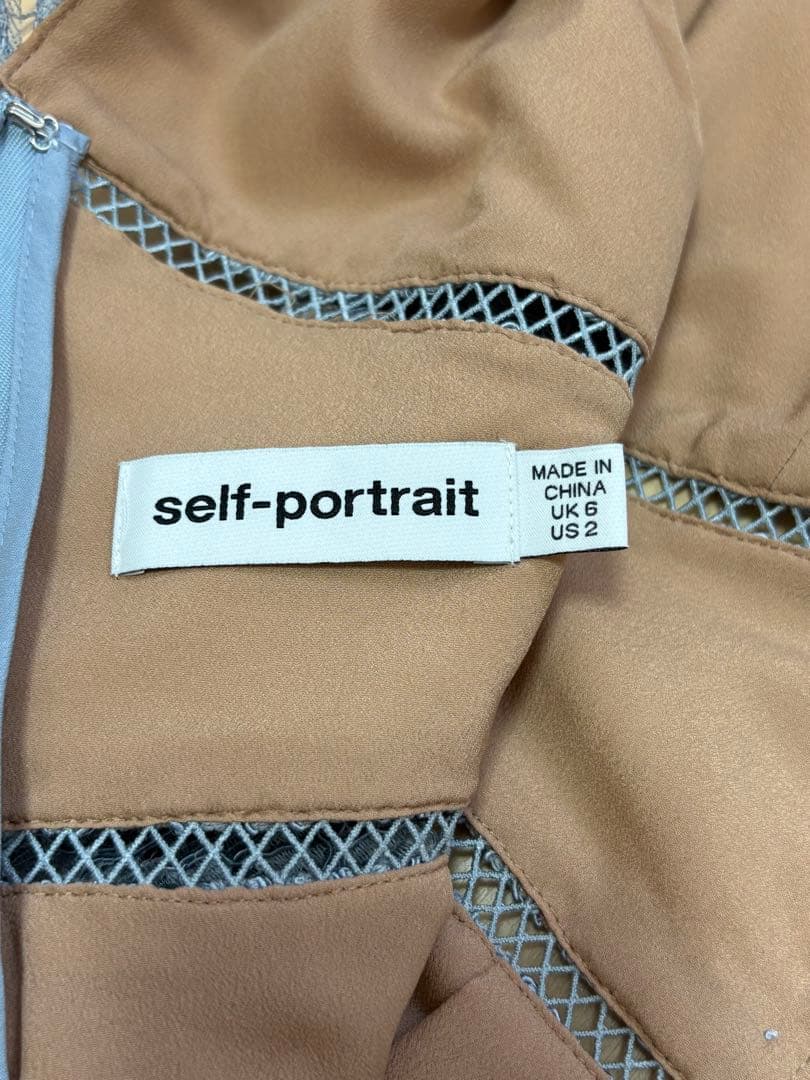 self-portrait
MADE IN
CHINA
UK 6
US 2